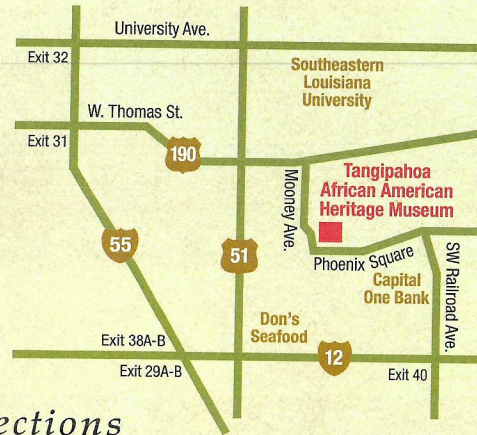 University Ave.
Exit 32
Southeastern
Louisiana
University
W. Thomas St.
Exit 31
190
Tangipahoa
African American
Heritage Museum
Mooney Ave.
55
51
Phoenix Square
SW Railroad Ave.
Capital
One Bank
Don's
Seafood
Exit 38A-B
12
Exit 29A-B
Exit 40
ections